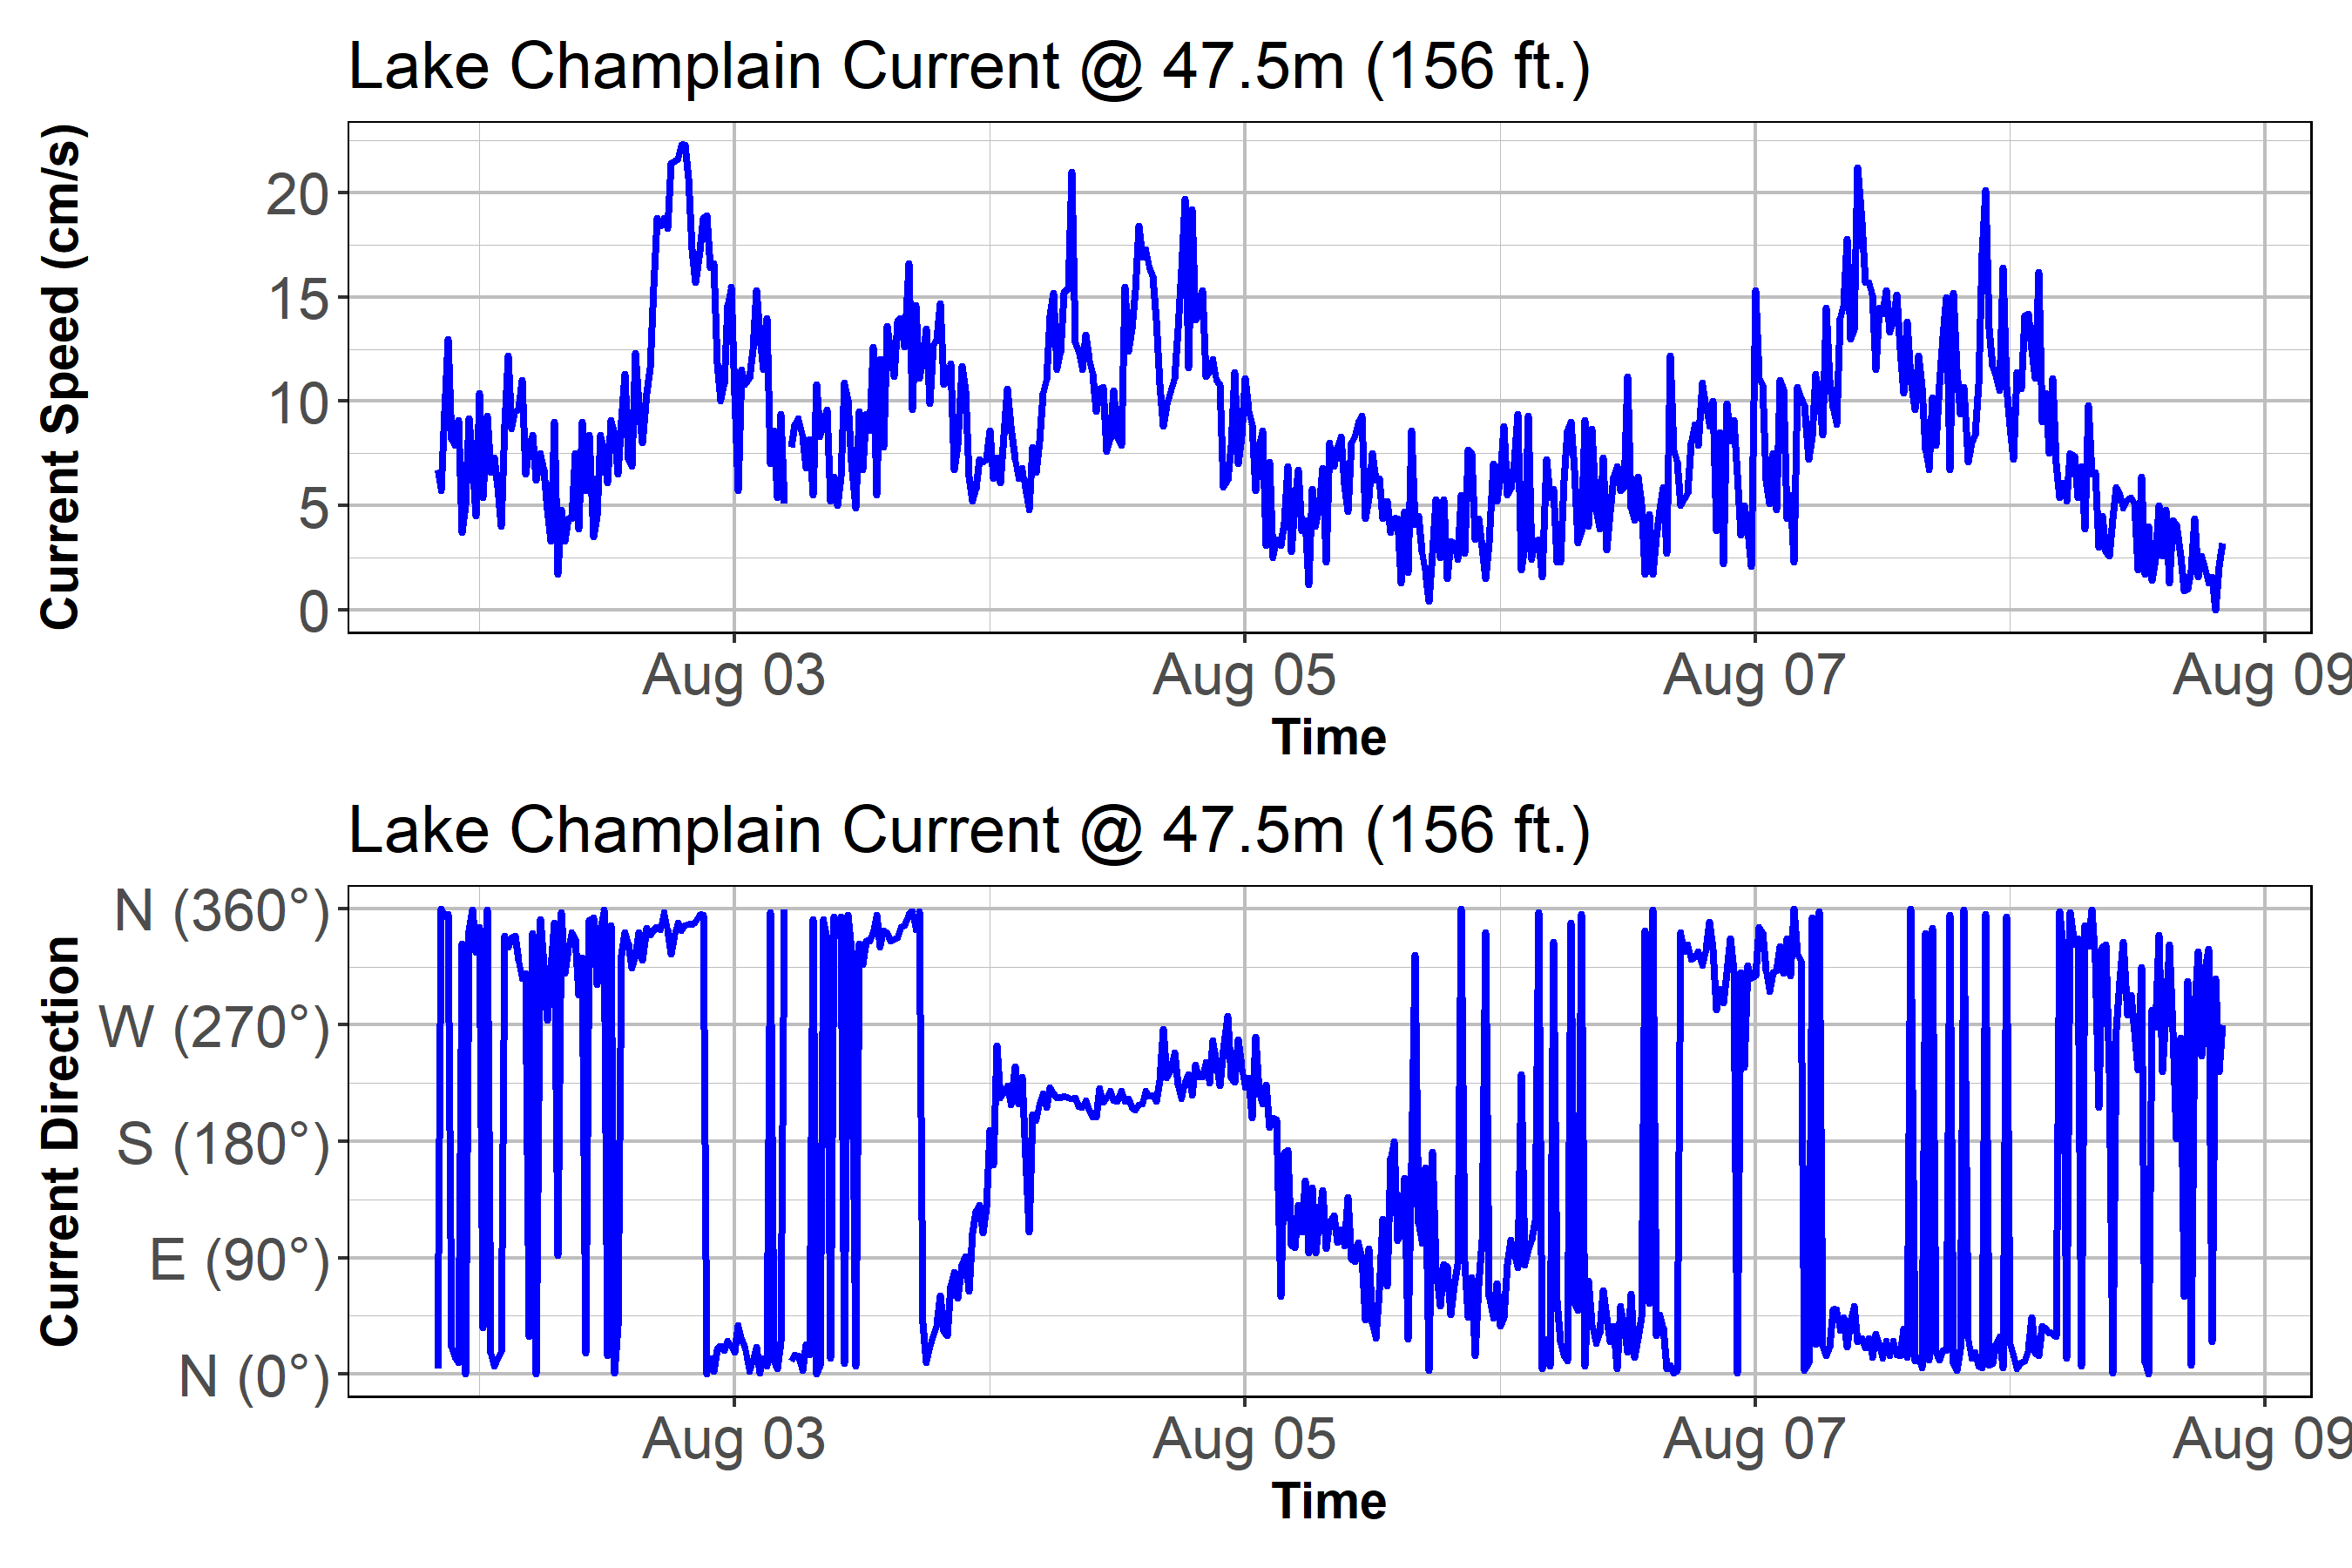 Lake Champlain Current @ 47.5m (156 ft.)
Current Speed (cm/s)
20
15
10
5
0
Aug 03 Aug 05 Aug 07 Aug 09
Time
Lake Champlain Current @ 47.5m (156 ft.)
Current Direction
N (360°)
W (270°)
S (180°)
E (90°)
N (0°)
Aug 03 Aug 05 Aug 07 Aug 09
Time